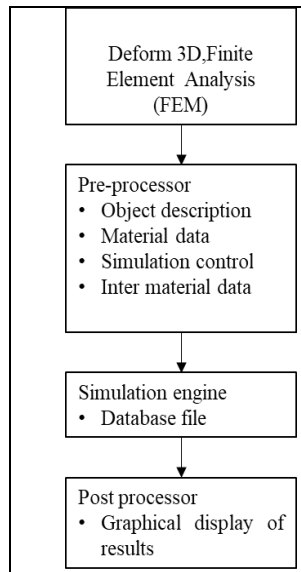 Deform 3D,Finite
Element Analysis
(FEM)
Pre-processor
• Object description
• Material data
• Simulation control
• Inter material data
Simulation engine
• Database file
Post processor
• Graphical display of
results